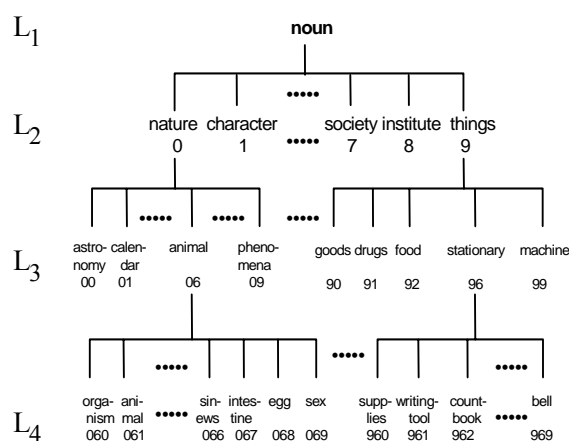 L1 noun
•••••
L2 nature character society institute things
0 1 ••••• 7 8 9
••••• ••••• •••••
L3 astro- calen- animal pheno- goods drugs food stationary machine
nomy dar mena
00 01 06 09 90 91 92 96 99
••••• ••••• •••••
orga- ani- sin- intes- egg sex supp- writing- count- bell
nism mal ••••• ews tine lies tool book
L4 060 061 066 067 068 069 960 961 962 969